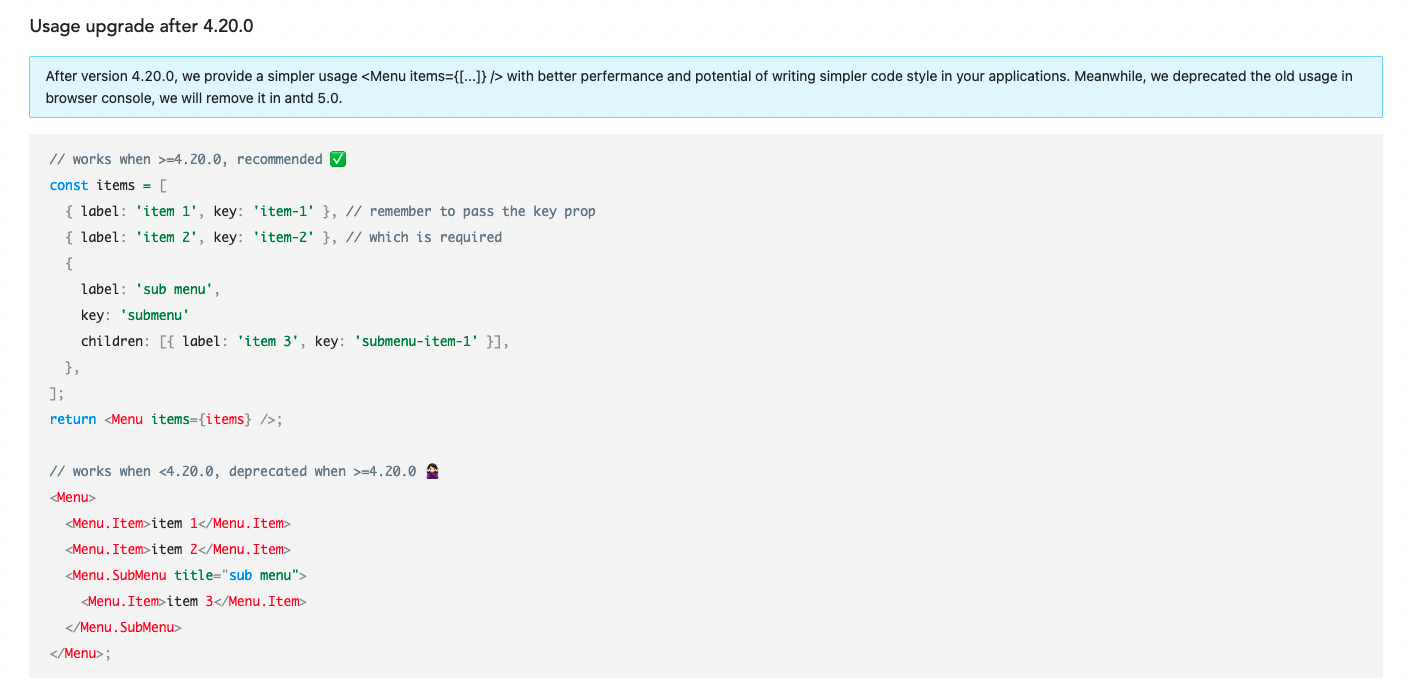 Usage upgrade after 4.20.0
After version 4.20.0, we provide a simpler usage <Menu items={[...]} /> with better perfermance and potential of writing simpler code style in your applications. Meanwhile, we deprecated the old usage in
browser console, we will remove it in antd 5.0.
// works when >=4.20.0, recommended ✅
const items = [
  { label: 'item 1', key: 'item-1' }, // remember to pass the key prop
  { label: 'item 2', key: 'item-2' }, // which is required
  {
    label: 'sub menu',
    key: 'submenu'
    children: [{ label: 'item 3', key: 'submenu-item-1' }],
  },
];
return <Menu items={items} />;
// works when <4.20.0, deprecated when >=4.20.0 🙅🏻‍♀️
<Menu>
  <Menu.Item>item 1</Menu.Item>
  <Menu.Item>item 2</Menu.Item>
  <Menu.SubMenu title="sub menu">
    <Menu.Item>item 3</Menu.Item>
  </Menu.SubMenu>
</Menu>;